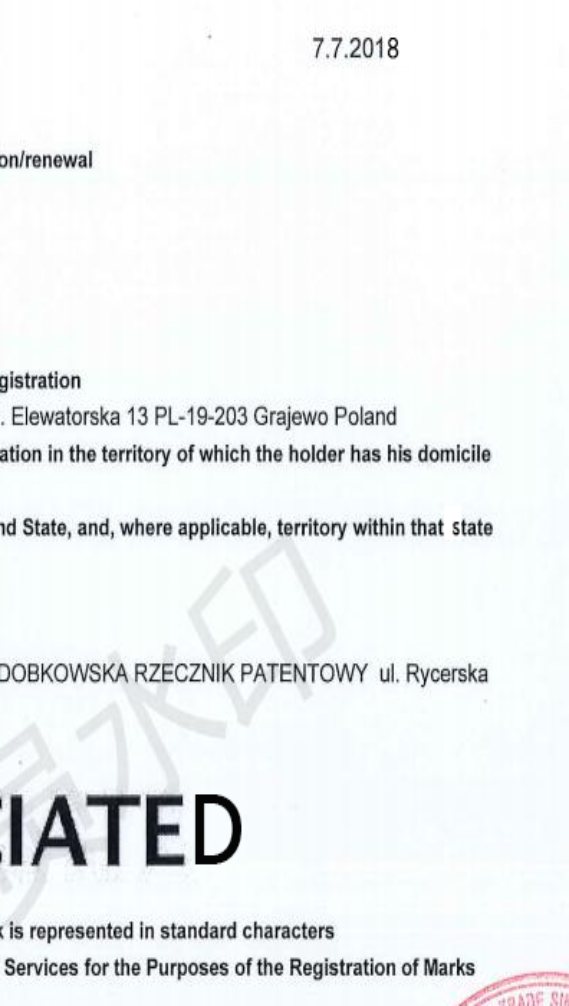 7.7.2018
on/renewal
gistration
. Elewatorska 13 PL-19-203 Grajewo Poland
ation in the territory of which the holder has his domicile
nd State, and, where applicable, territory within that state
DOBKOWSKA RZECZNIK PATENTOWY ul. Rycerska
CIATED
k is represented in standard characters
Services for the Purposes of the Registration of Marks
水印